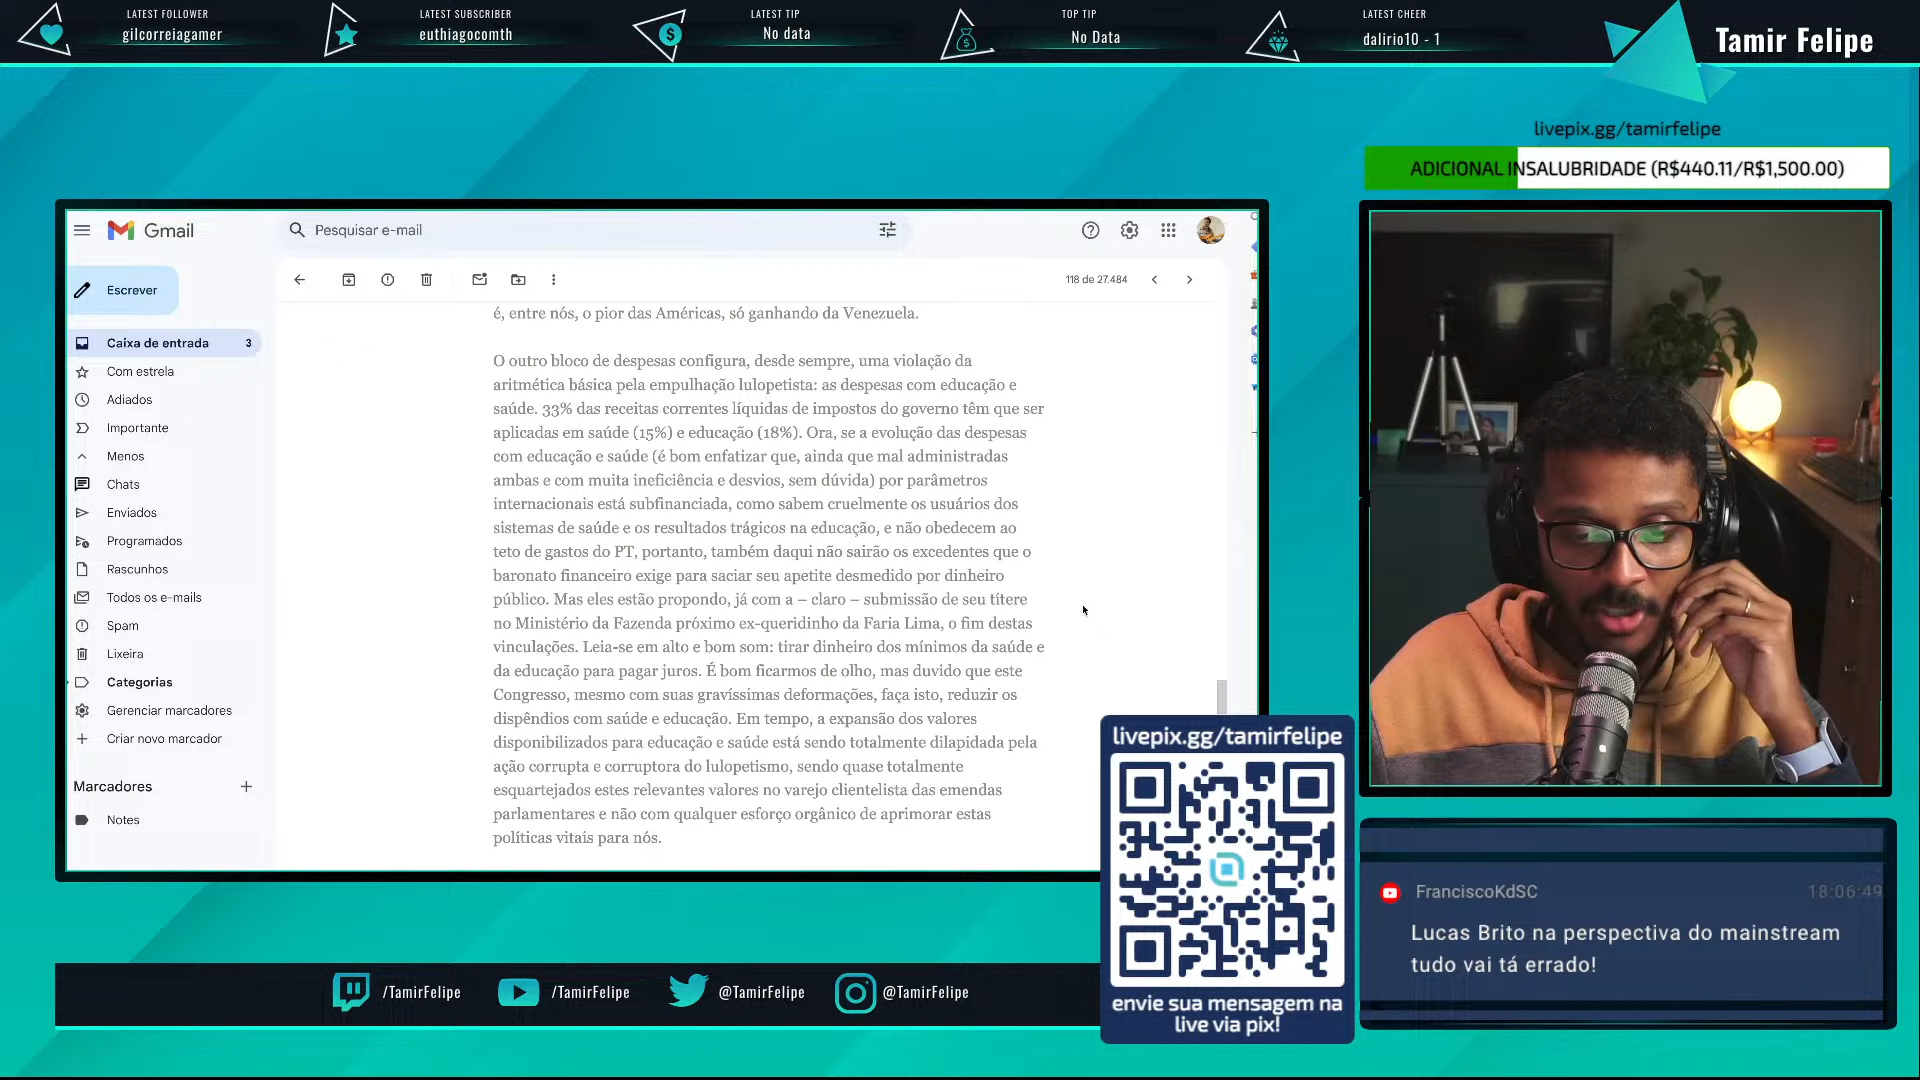 LATEST FOLLOWER
gilcorreiagamer
LATEST SUBSCRIBER
euthiagocomth
LATEST TIP
No data
TOP TIP
No Data
LATEST CHEER
dalirio10 - 1
Tamir Felipe
livepix.gg/tamirfelipe
ADICIONAL INSALUBRIDADE (R$440.11/R$1,500.00)
Gmail
Pesquisar e-mail
Escrever
118 de 27.484
Caixa de entrada 3
Com estrela
Adiados
Importante
Menos
Chats
Enviados
Programados
Rascunhos
Todos os e-mails
Spam
Lixeira
Categorias
Gerenciar marcadores
Criar novo marcador
Marcadores
Notes
é, entre nós, o pior das Américas, só ganhando da Venezuela.
O outro bloco de despesas configura, desde sempre, uma violação da
aritmética básica pela empulhação lulopetista: as despesas com educação e
saúde. 33% das receitas correntes líquidas de impostos do governo têm que ser
aplicadas em saúde (15%) e educação (18%). Ora, se a evolução das despesas
com educação e saúde (é bom enfatizar que, ainda que mal administradas
ambas e com muita ineficiência e desvios, sem dúvida) por parâmetros
internacionais está subfinanciada, como sabem cruelmente os usuários dos
sistemas de saúde e os resultados trágicos na educação, e não obedecem ao
teto de gastos do PT, portanto, também daqui não sairão os excedentes que o
baronato financeiro exige para saciar seu apetite desmedido por dinheiro
público. Mas eles estão propondo, já com a – claro – submissão de seu títere
no Ministério da Fazenda próximo ex-queridinho da Faria Lima, o fim destas
vinculações. Leia-se em alto e bom som: tirar dinheiro dos mínimos da saúde e
da educação para pagar juros. É bom ficarmos de olho, mas duvido que este
Congresso, mesmo com suas gravíssimas deformações, faça isto, reduzir os
dispêndios com saúde e educação. Em tempo, a expansão dos valores
disponibilizados para educação e saúde está sendo totalmente dilapidada pela
ação corrupta e corruptora do lulopetismo, sendo quase totalmente
esquartejados estes relevantes valores no varejo clientelista das emendas
parlamentares e não com qualquer esforço orgânico de aprimorar estas
políticas vitais para nós.
livepix.gg/tamirfelipe
envie sua mensagem na
live via pix!
FranciscoKdSC 18:06:49
Lucas Brito na perspectiva do mainstream
tudo vai tá errado!
/TamirFelipe
/TamirFelipe
@TamirFelipe
@TamirFelipe